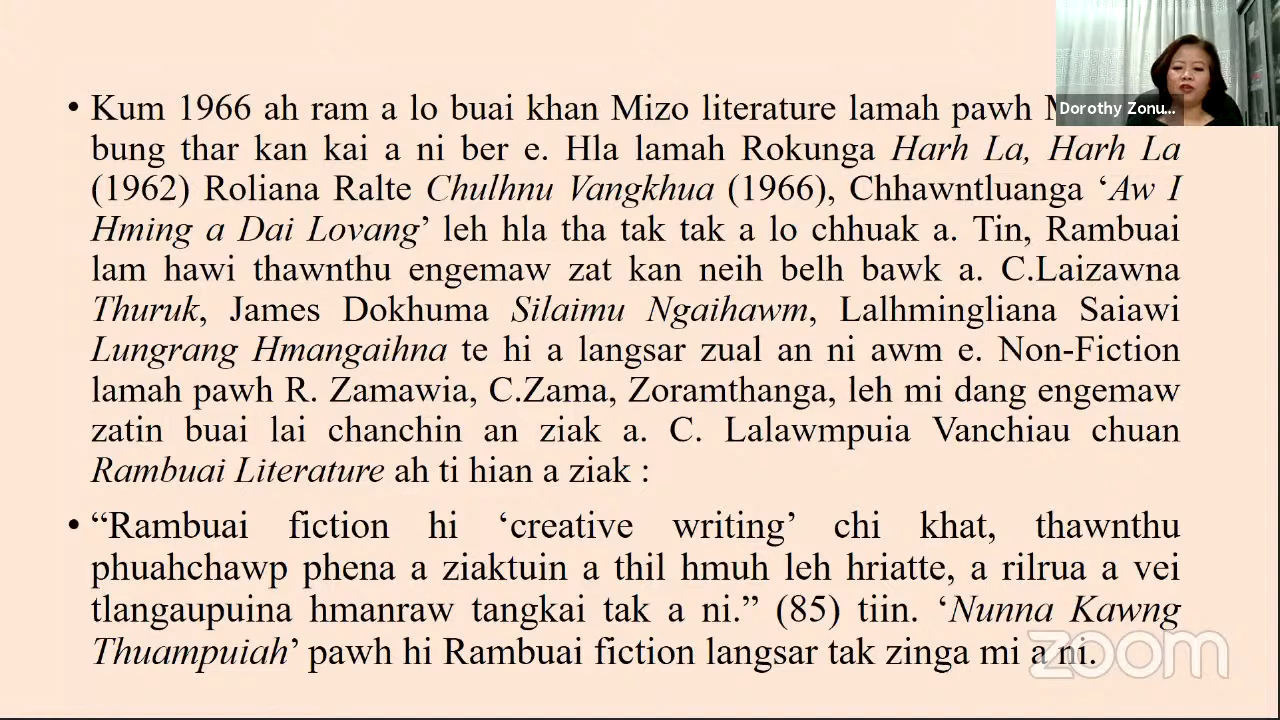 • Kum 1966 ah ram a lo buai khan Mizo literature lamah pawh
bung thar kan kai a ni ber e. Hla lamah Rokunga Harh La, Harh La
(1962) Roliana Ralte Chulhnu Vangkhua (1966), Chhawntluanga ‘Aw I
Hming a Dai Lovang’ leh hla tha tak tak a lo chhuak a. Tin, Rambuai
lam hawi thawnthu engemaw zat kan neih belh bawk a. C.Laizawna
Thuruk, James Dokhuma Silaimu Ngaihawm, Lalhmingliana Saiawi
Lungrang Hmangaihna te hi a langsar zual an ni awm e. Non-Fiction
lamah pawh R. Zamawia, C.Zama, Zoramthanga, leh mi dang engemaw
zatin buai lai chanchin an ziak a. C. Lalawmpuia Vanchiau chuan
Rambuai Literature ah ti hian a ziak :
• “Rambuai fiction hi ‘creative writing’ chi khat, thawnthu
phuahchawp phena a ziaktuin a thil hmuh leh hriatte, a rilrua a vei
tlangaupuina hmanraw tangkai tak a ni.” (85) tiin. ‘Nunna Kawng
Thuampuiah’ pawh hi Rambuai fiction langsar tak zinga mi a ni.
Dorothy Zonu...
zoom